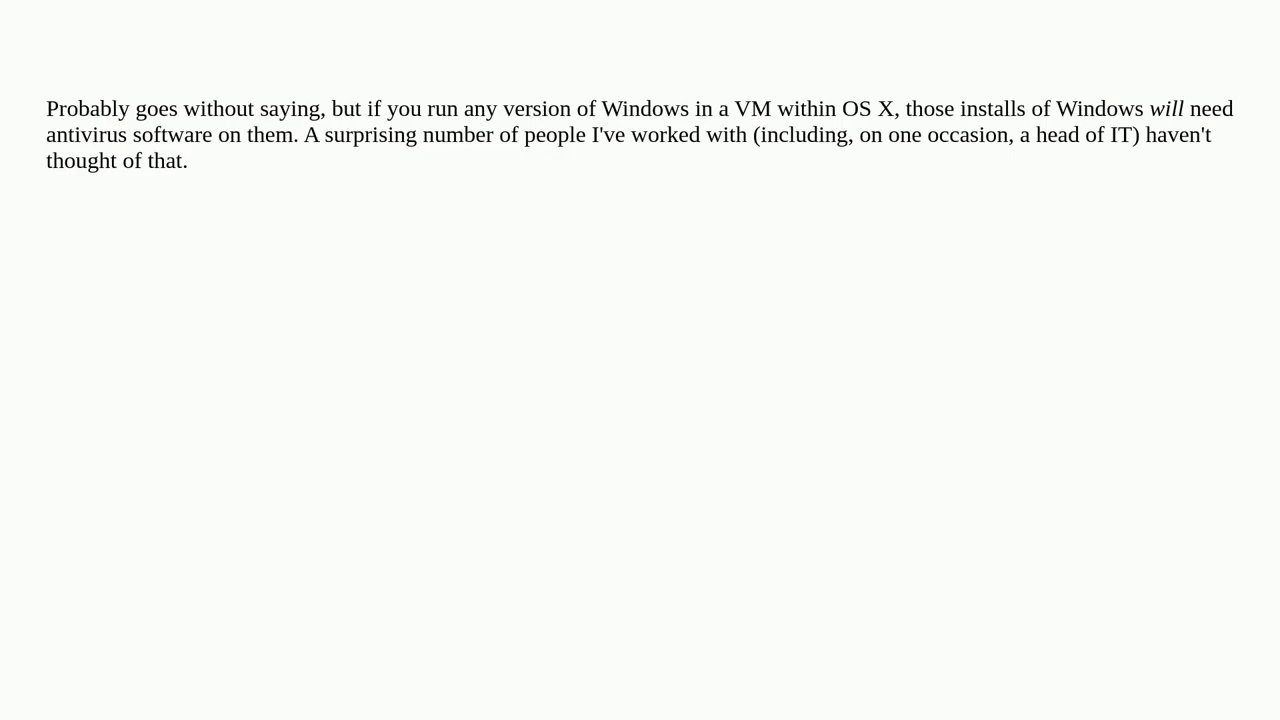 Probably goes without saying, but if you run any version of Windows in a VM within OS X, those installs of Windows will need
antivirus software on them. A surprising number of people I've worked with (including, on one occasion, a head of IT) haven't
thought of that.